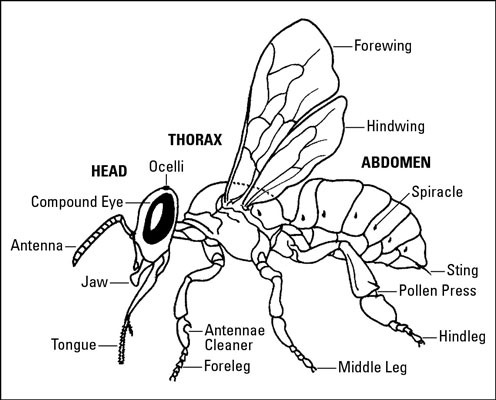 Forewing
Hindwing
THORAX
ABDOMEN
Ocelli
HEAD
Spiracle
Compound Eye
Antenna
Sting
Jaw
Pollen Press
Antennae
Cleaner
Hindleg
Tongue
Foreleg
Middle Leg